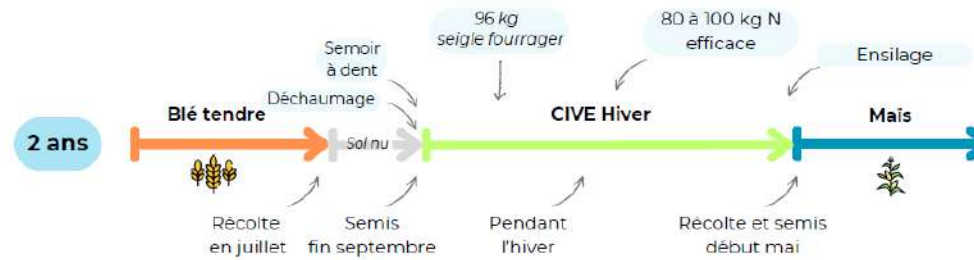 96 kg
seigle fourrager
80 à 100 kg N
efficace
Semoir
à dent
Ensilage
Déchaumage
Blé tendre
CIVE Hiver
Maïs
2 ans
Sol nu
Récolte
en juillet
Semis
fin septembre
Pendant
l'hiver
Récolte et semis
début mai